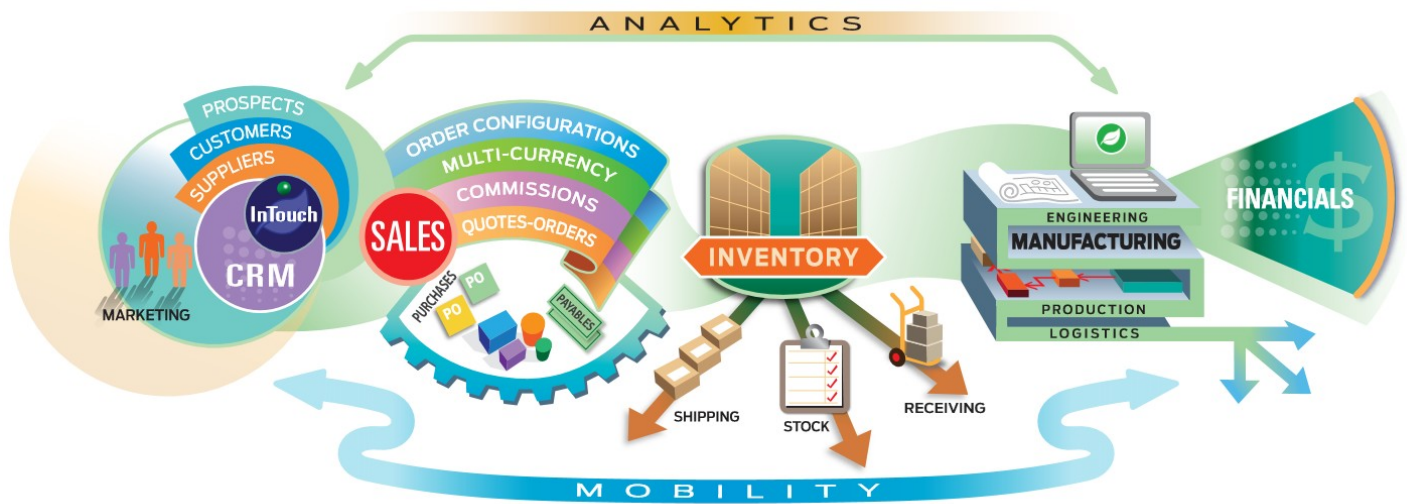 ANALYTICS
PROSPECTS
CUSTOMERS
SUPPLIERS
InTouch
CRM
MARKETING
ORDER CONFIGURATIONS
MULTI-CURRENCY
COMMISSIONS
QUOTES-ORDERS
SALES
PURCHASES
PO
PO
PAYABLES
INVENTORY
SHIPPING
STOCK
RECEIVING
ENGINEERING
MANUFACTURING
PRODUCTION
LOGISTICS
FINANCIALS
$
MOBILITY